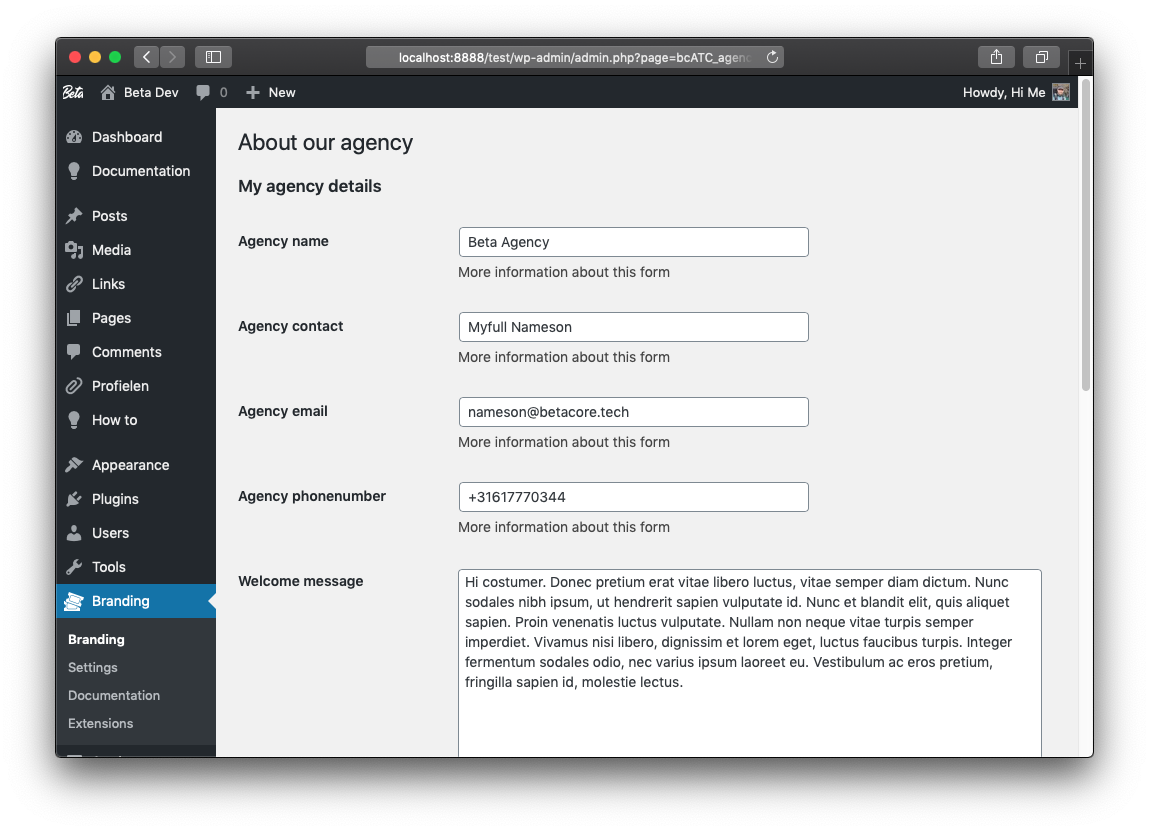 localhost:8888/test/wp-admin/admin.php?page=bcATC_agen
Beta
Beta Dev
0
New
Howdy, Hi Me
Dashboard
Documentation
Posts
Media
Links
Pages
Comments
Profielen
How to
Appearance
Plugins
Users
Tools
Branding
Branding
Settings
Documentation
Extensions
About our agency
My agency details
Agency name
Beta Agency
More information about this form
Agency contact
Myfull Nameson
More information about this form
Agency email
nameson@betacore.tech
More information about this form
Agency phonenumber
+31617770344
More information about this form
Welcome message
Hi costumer. Donec pretium erat vitae libero luctus, vitae semper diam dictum. Nunc
sodales nibh ipsum, ut hendrerit sapien vulputate id. Nunc et blandit elit, quis aliquet
sapien. Proin venenatis luctus vulputate. Nullam non neque vitae turpis semper
imperdiet. Vivamus nisi libero, dignissim et lorem eget, luctus faucibus turpis. Integer
fermentum sodales odio, nec varius ipsum laoreet eu. Vestibulum ac eros pretium,
fringilla sapien id, molestie lectus.